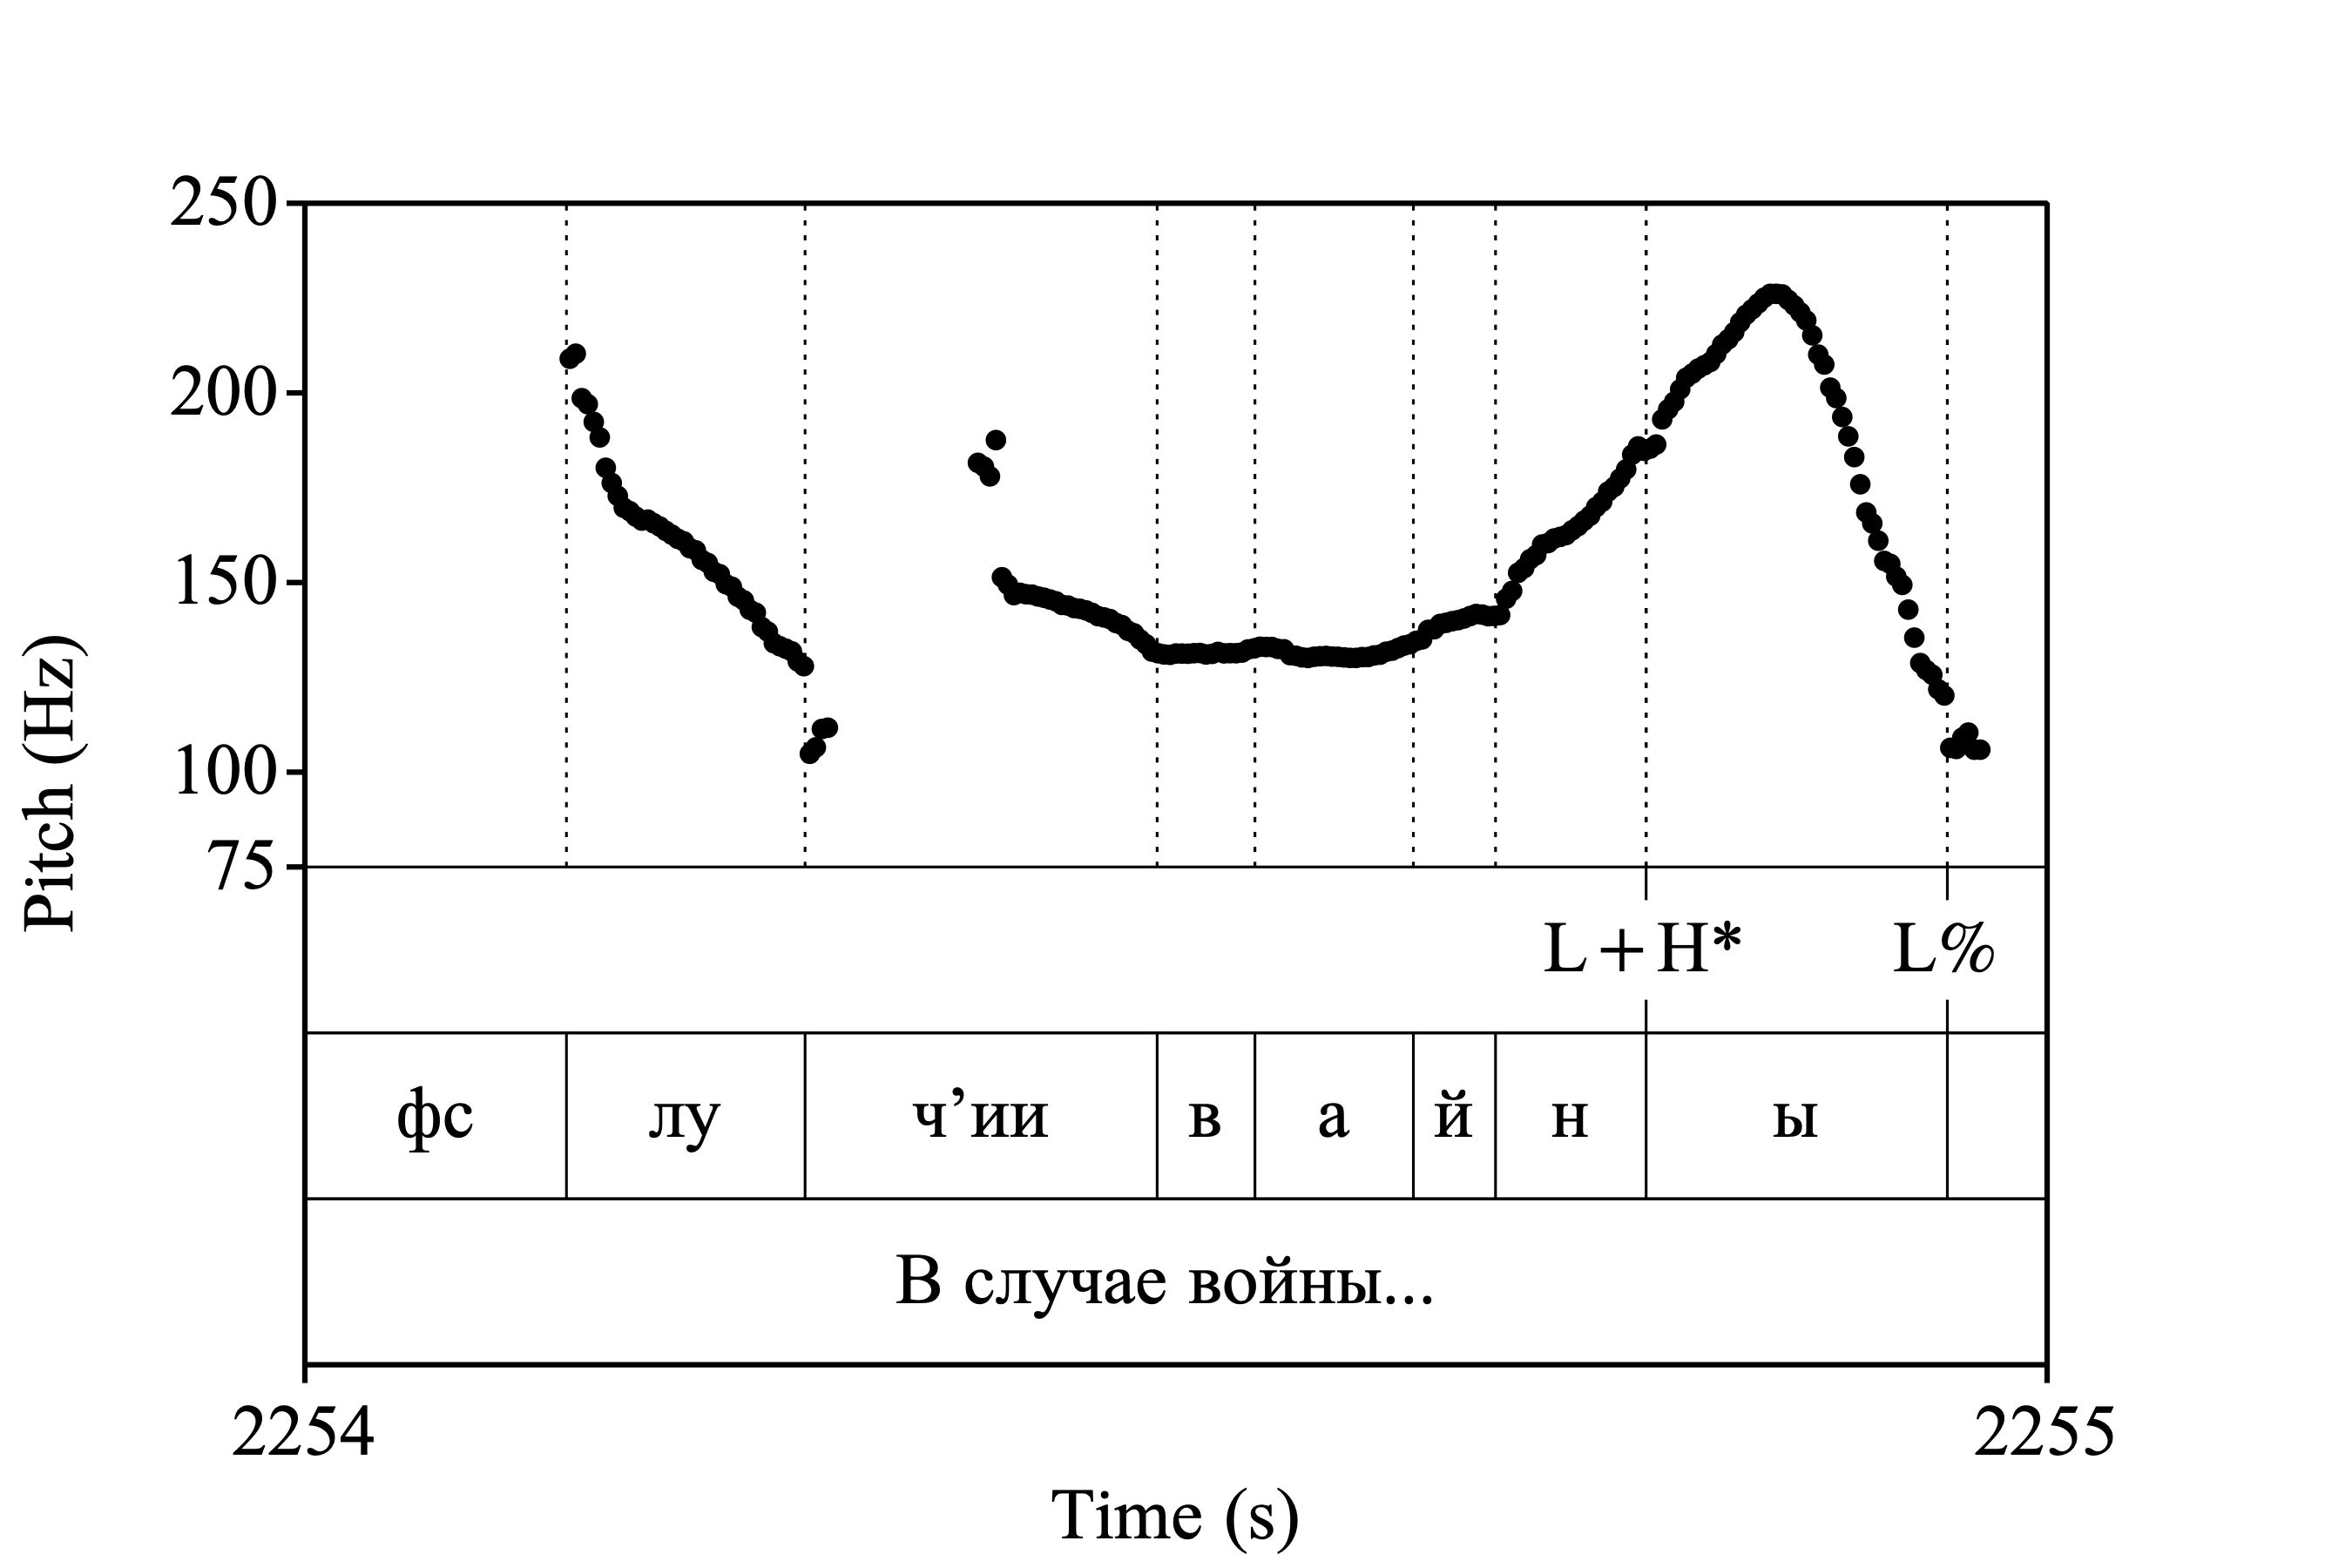 250
200
150
100
75
Pitch (Hz)
L+H* L%
фс лу ч’ии в а й н ы
В случае войны...
2254 2255
Time (s)